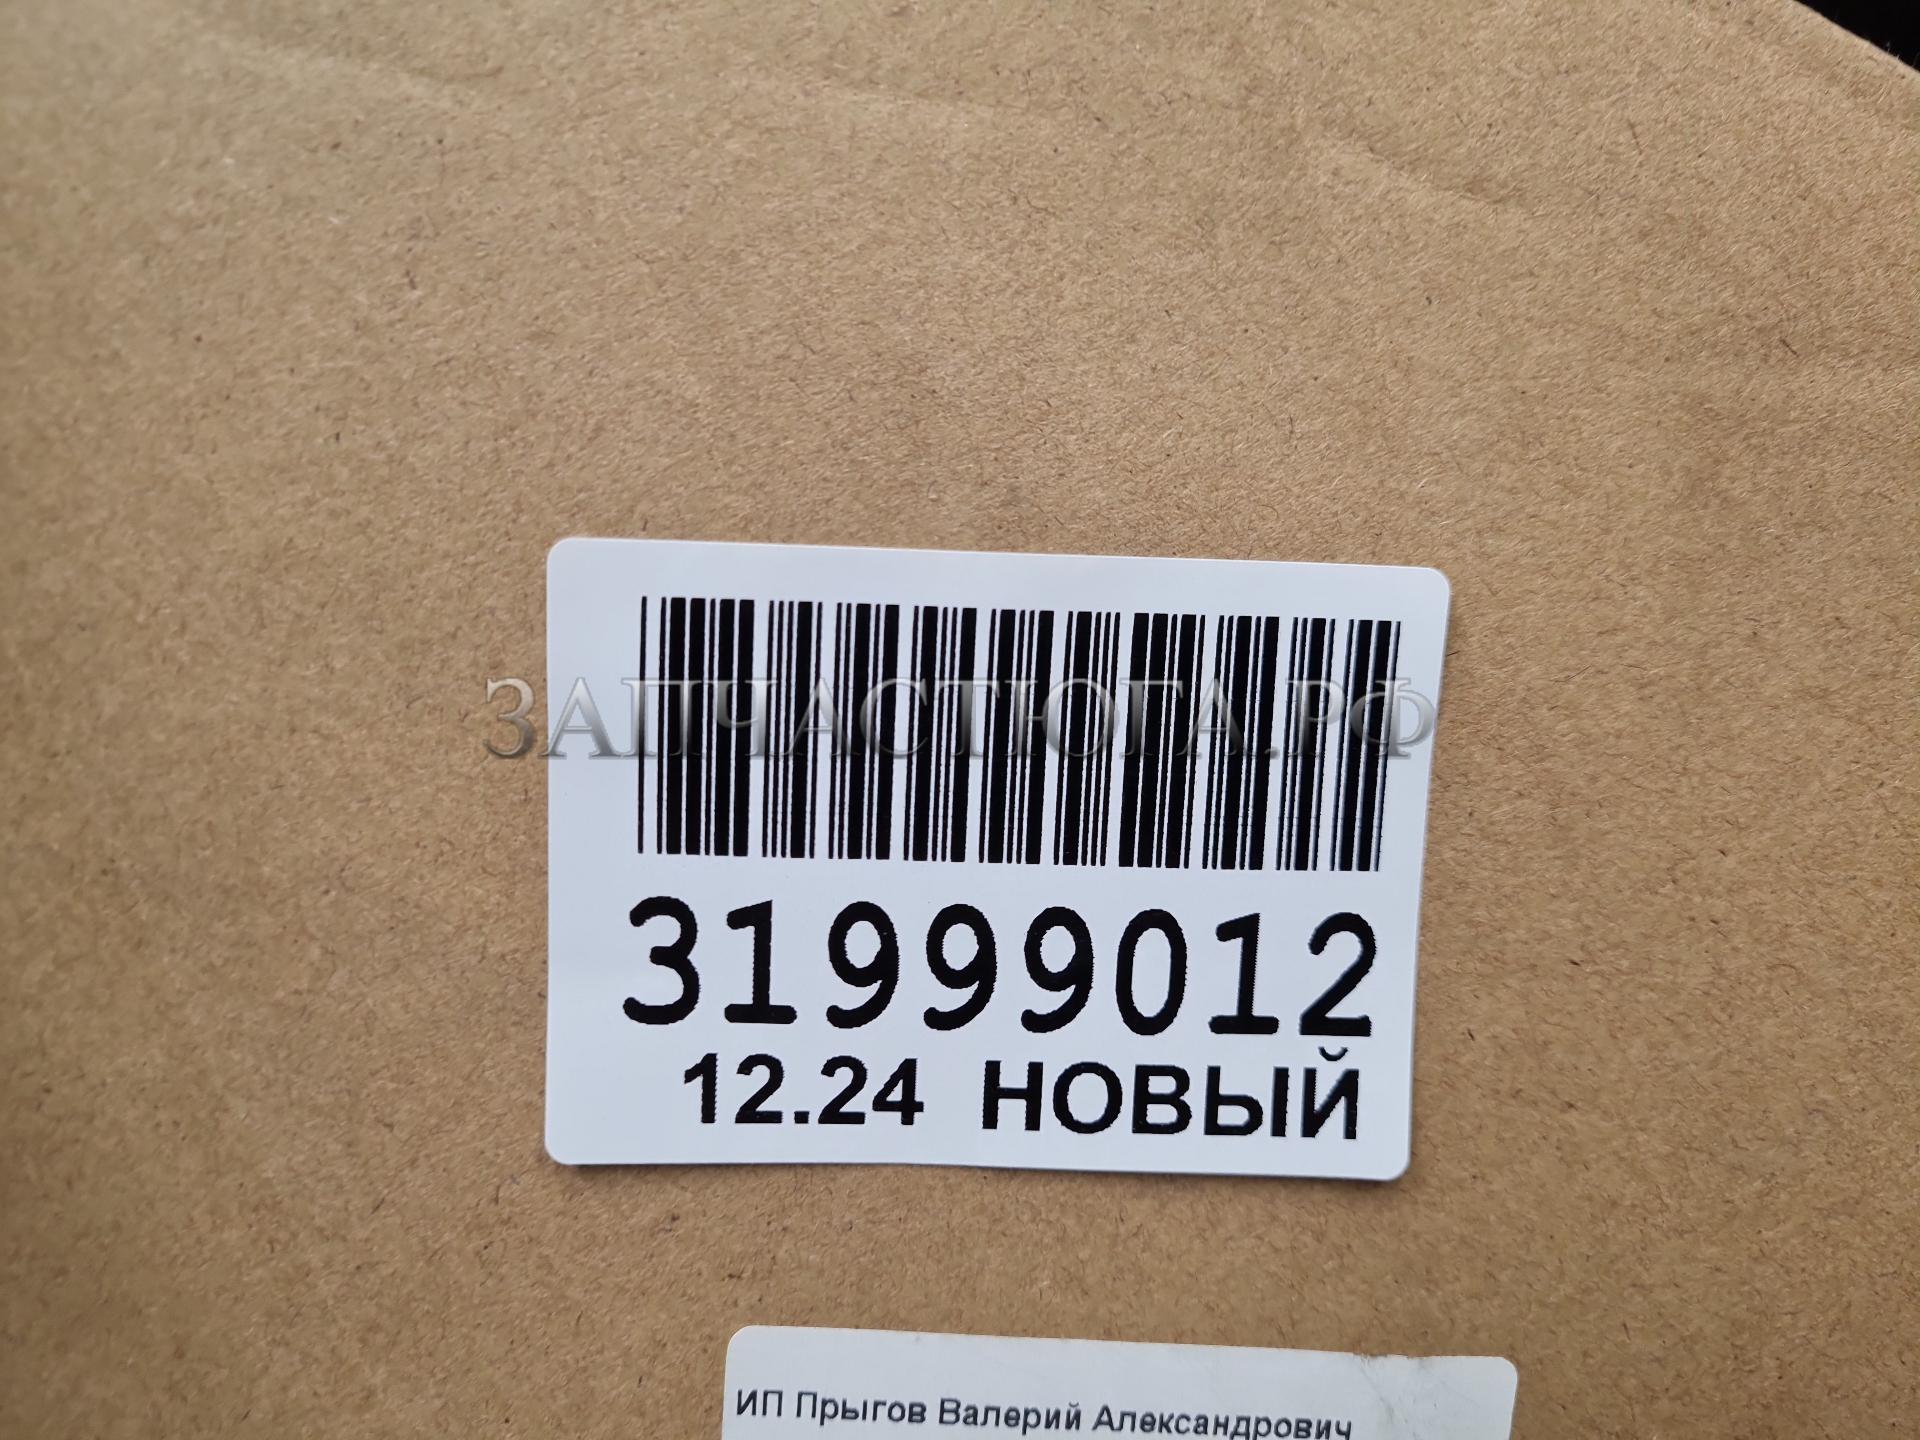 ЗАПЧАСТЮГА.РФ
31999012
12.24 НОВЫЙ
ИП Прыгов Валерий Александрович